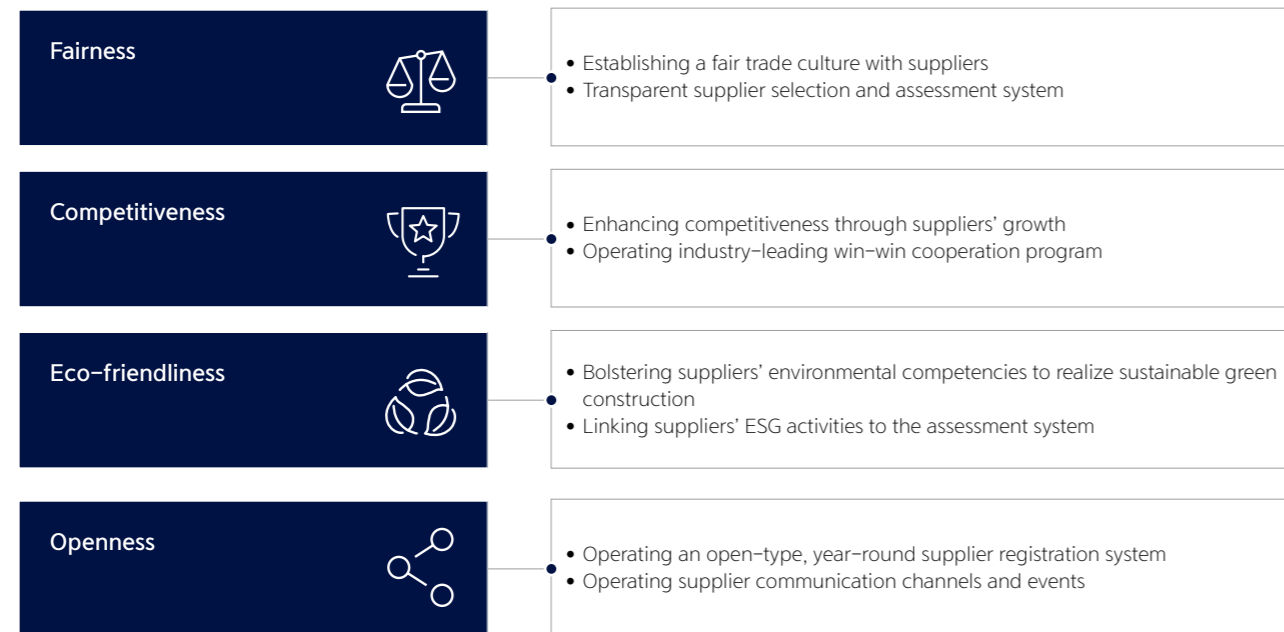 Fairness
• Establishing a fair trade culture with suppliers
• Transparent supplier selection and assessment system
Competitiveness
• Enhancing competitiveness through suppliers’ growth
• Operating industry-leading win-win cooperation program
Eco-friendliness
• Bolstering suppliers’ environmental competencies to realize sustainable green
construction
• Linking suppliers’ ESG activities to the assessment system
Openness
• Operating an open-type, year-round supplier registration system
• Operating supplier communication channels and events